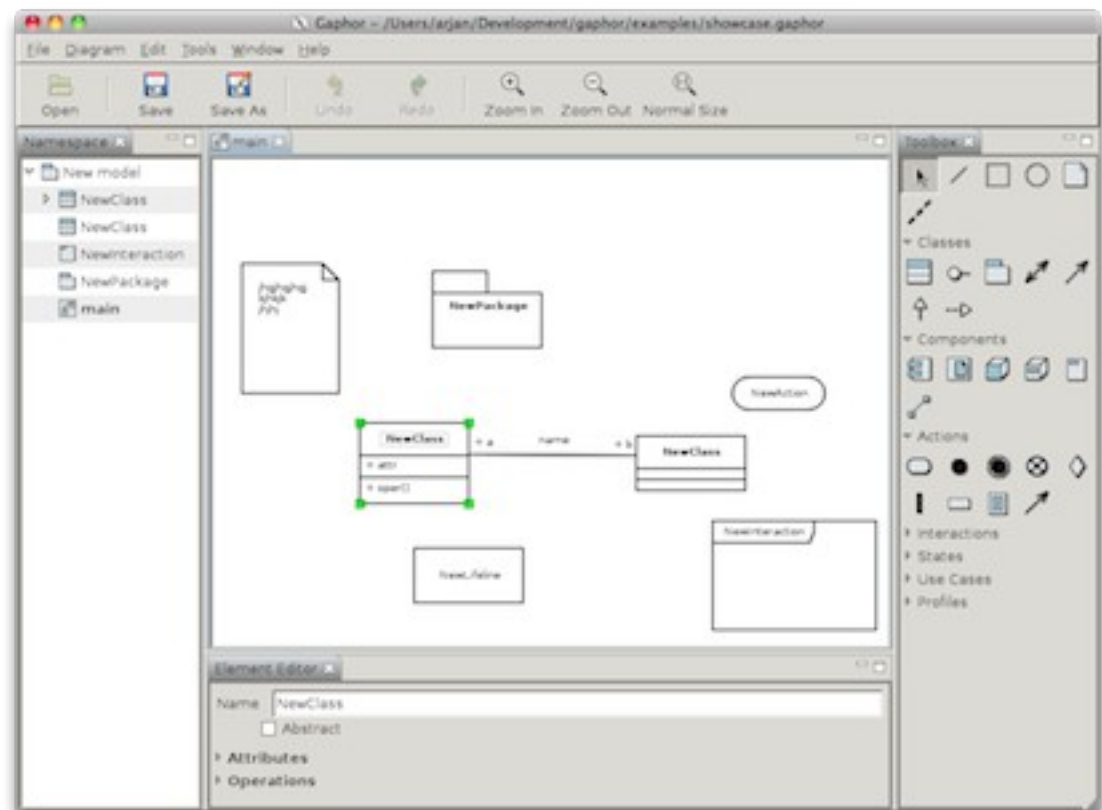 Gaphor - /Users/arjan/Development/gaphor/examples/showcase.gaphor
File Diagram Edit Tools Window Help
Open Save Save As Undo Redo Zoom In Zoom Out Normal Size
Namespace
New model
NewClass
NewClass
NewInteraction
NewPackage
main
main
NewPackage
NewAction
NewClass
+ attr
+ oper()
+ a name + b
NewClass
NewInteraction
NewLifeline
Element Editor
Name NewClass
Abstract
Attributes
Operations
Toolbox
Classes
Components
Actions
Interactions
States
Use Cases
Profiles